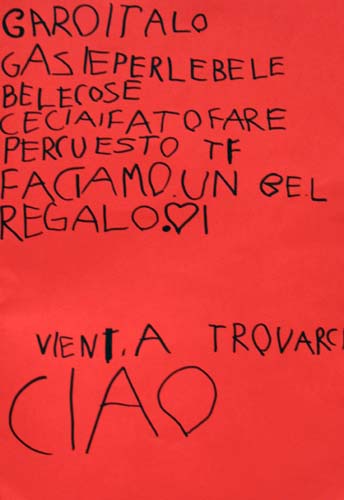 GAROITALO
GASIEPERLEBELE
BELECOSE
CECIAIFATOFARE
PERCUESTO TI
FACIAMO.UN BEL
REGALO.♡I
VIENI.A TROVARCI
CIAO